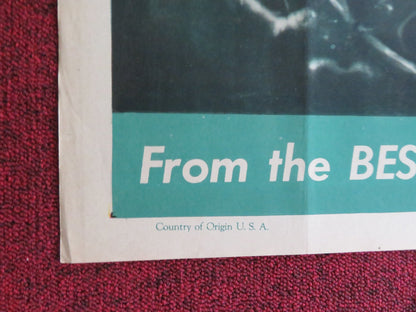 From the BES
Country of Origin U. S. A.